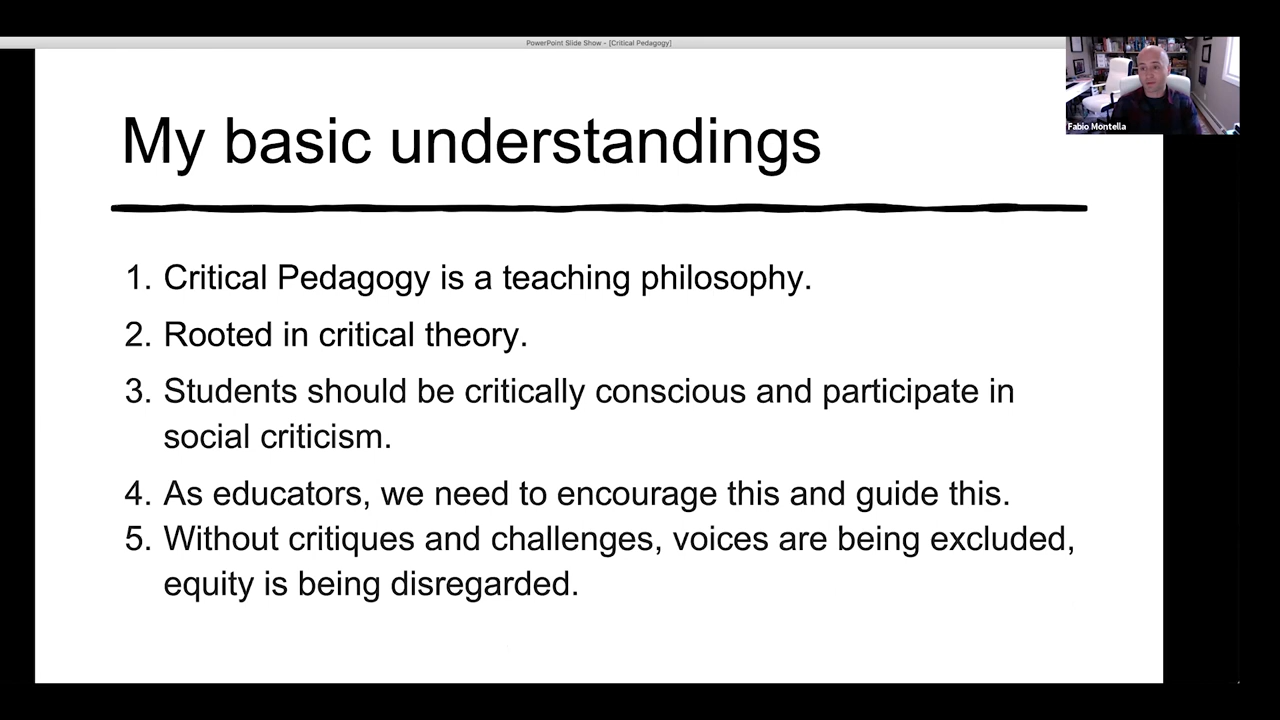 PowerPoint Slide Show - [Critical Pedagogy]
Fabio Montella
My basic understandings
1. Critical Pedagogy is a teaching philosophy.
2. Rooted in critical theory.
3. Students should be critically conscious and participate in
social criticism.
4. As educators, we need to encourage this and guide this.
5. Without critiques and challenges, voices are being excluded,
equity is being disregarded.